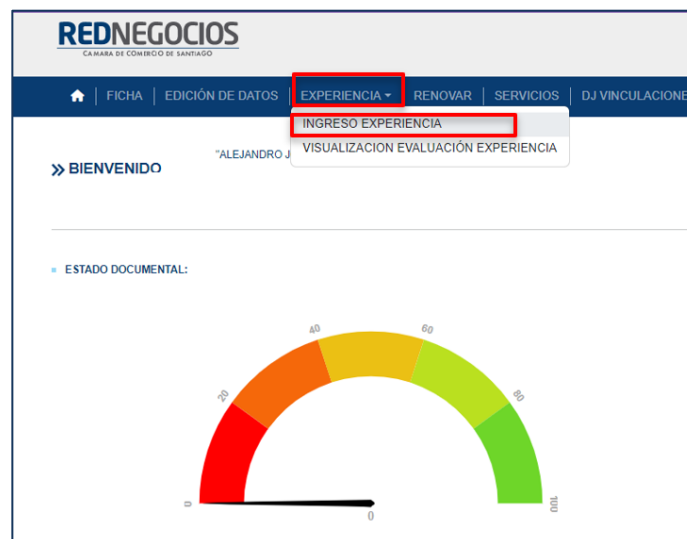 REDNEGOCIOS
CAMARA DE COMERCIO DE SANTIAGO
FICHA EDICIÓN DE DATOS EXPERIENCIA RENOVAR SERVICIOS DJ VINCULACIONE
INGRESO EXPERIENCIA
VISUALIZACION EVALUACIÓN EXPERIENCIA
"ALEJANDRO J
BIENVENIDO
ESTADO DOCUMENTAL:
0
20
40
60
80
100
0